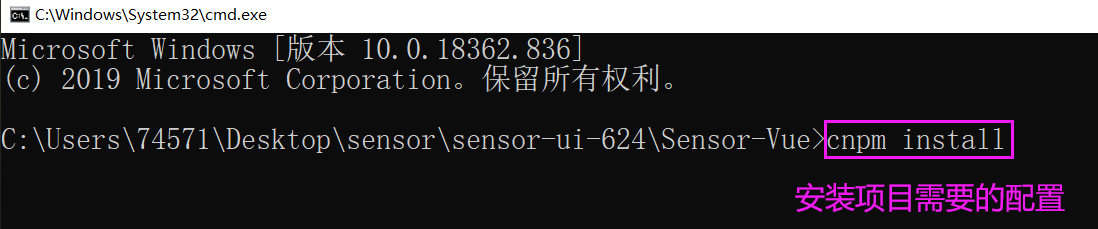 C:\Windows\System32\cmd.exe
Microsoft Windows [版本 10.0.18362.836]
(c) 2019 Microsoft Corporation。保留所有权利。
C:\Users\74571\Desktop\sensor\sensor-ui-624\Sensor-Vue>cnpm install
安装项目需要的配置